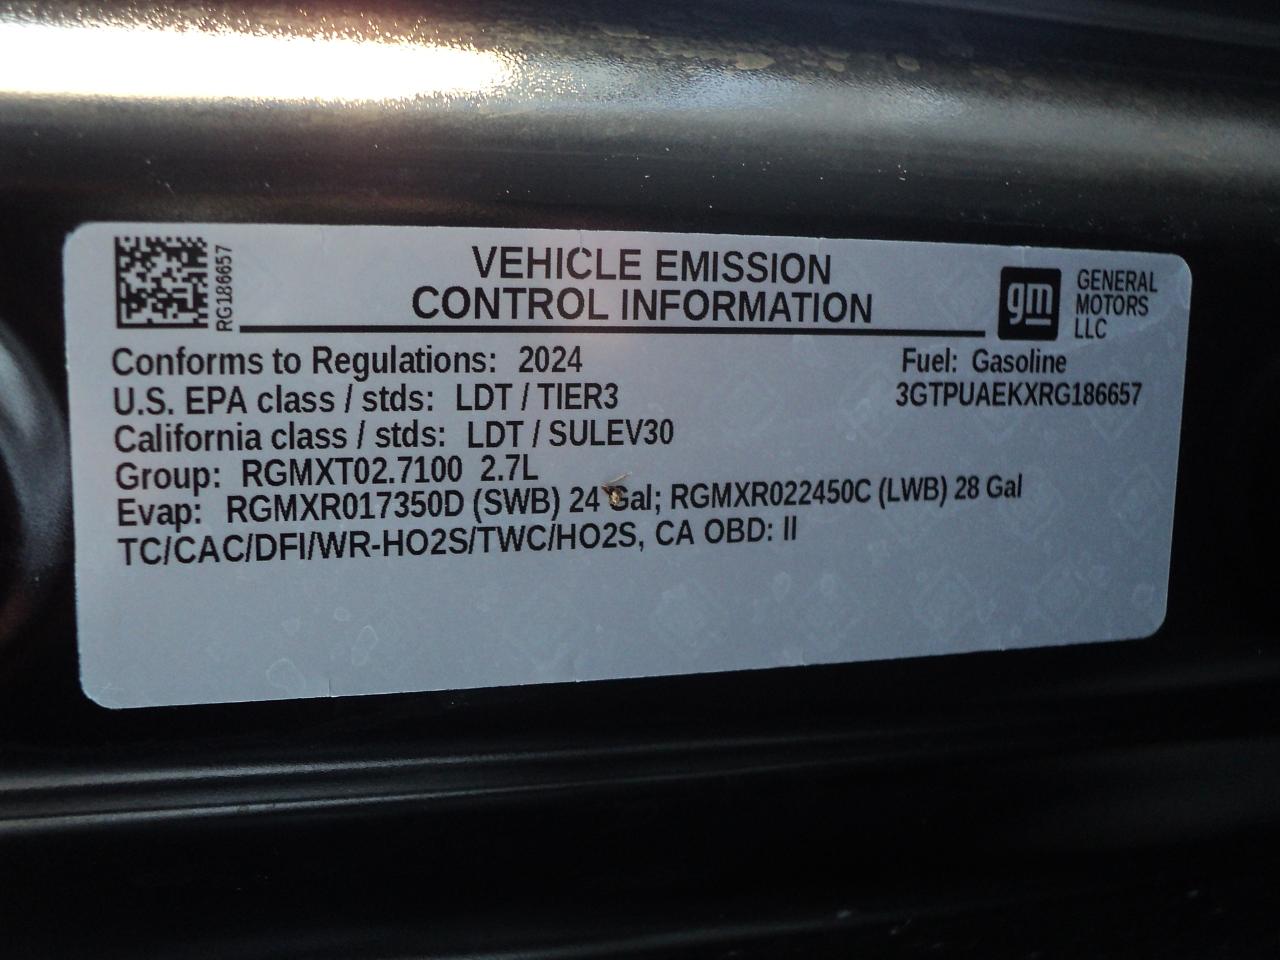 RG186657
VEHICLE EMISSION
CONTROL INFORMATION
gm
GENERAL
MOTORS
LLC
Conforms to Regulations: 2024
Fuel: Gasoline
U.S. EPA class / stds: LDT / TIER3
3GTPUAEKXRG186657
California class / stds: LDT / SULEV30
Group: RGMXT02.7100 2.7L
Evap: RGMXR017350D (SWB) 24 Gal; RGMXR022450C (LWB) 28 Gal
TC/CAC/DFI/WR-HO2S/TWC/HO2S, CA OBD: II